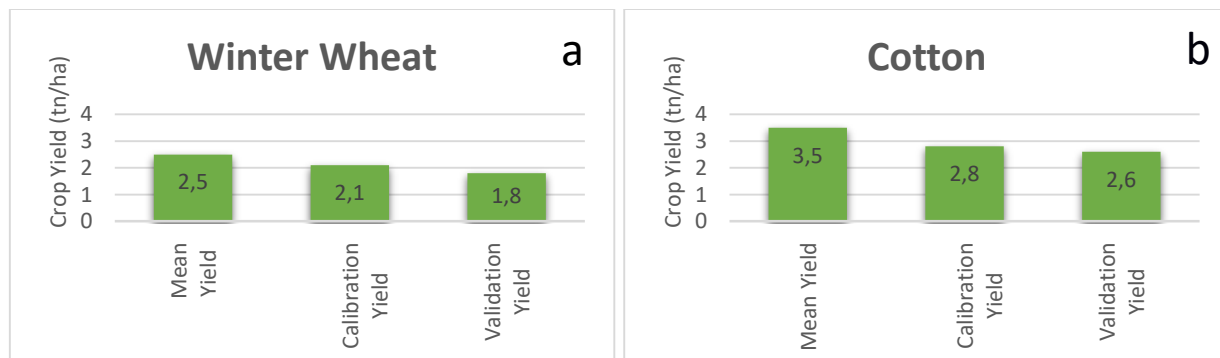 Winter Wheat
a
Crop Yield (tn/ha)
4
3
2
1
0
2,5
2,1
1,8
Mean
Yield
Calibration
Yield
Validation
Yield
Cotton
b
Crop Yield (tn/ha)
4
3
2
1
0
3,5
2,8
2,6
Mean Yield
Calibration
Yield
Validation
Yield